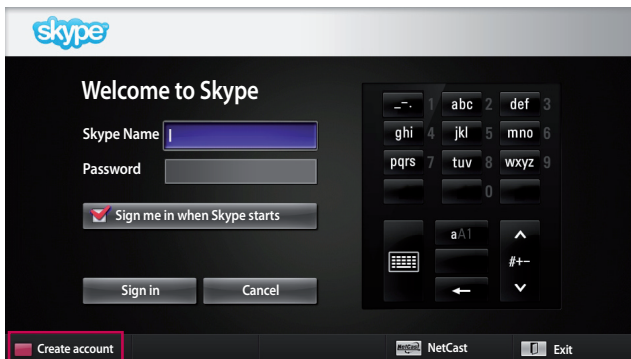 skype
Welcome to Skype
Skype Name
Password
Sign me in when Skype starts
Sign in Cancel
_-. 1 abc 2 def 3
ghi 4 jkl 5 mno 6
pqrs 7 tuv 8 wxyz 9
0
aA1
#+-
Create account NetCast NetCast Exit